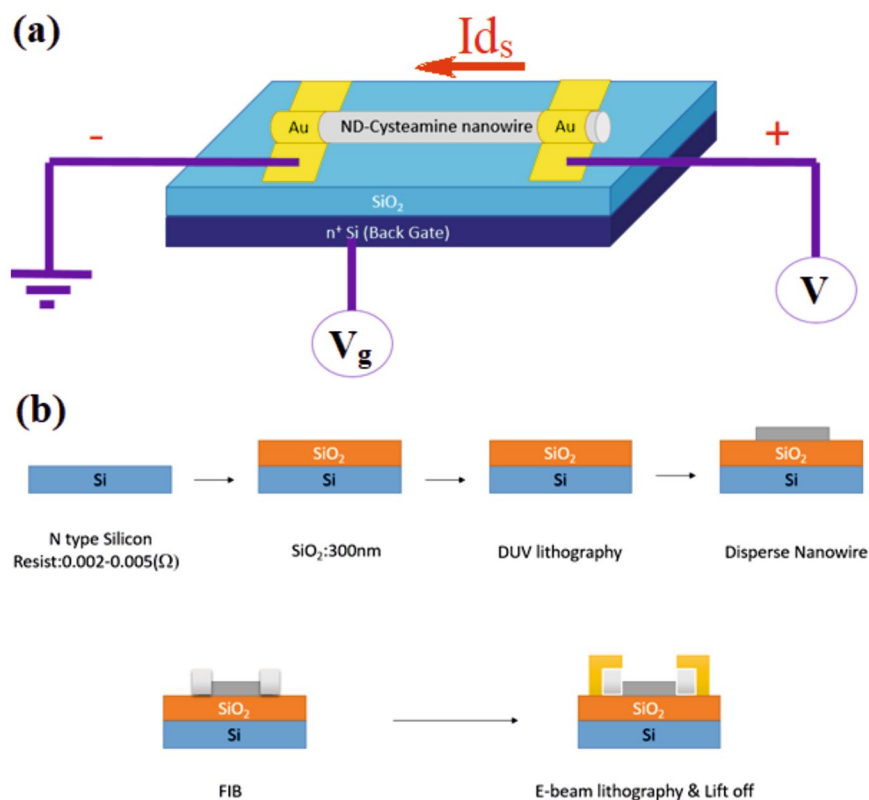 (a)
Ids
-
Au
ND-Cysteamine nanowire
Au
+
SiO2
n+ Si (Back Gate)
V
Vg
(b)
Si
SiO2
Si
SiO2
Si
SiO2
Si
N type Silicon
Resist:0.002-0.005(Ω)
SiO2:300nm
DUV lithography
Disperse Nanowire
SiO2
Si
SiO2
Si
FIB
E-beam lithography & Lift off